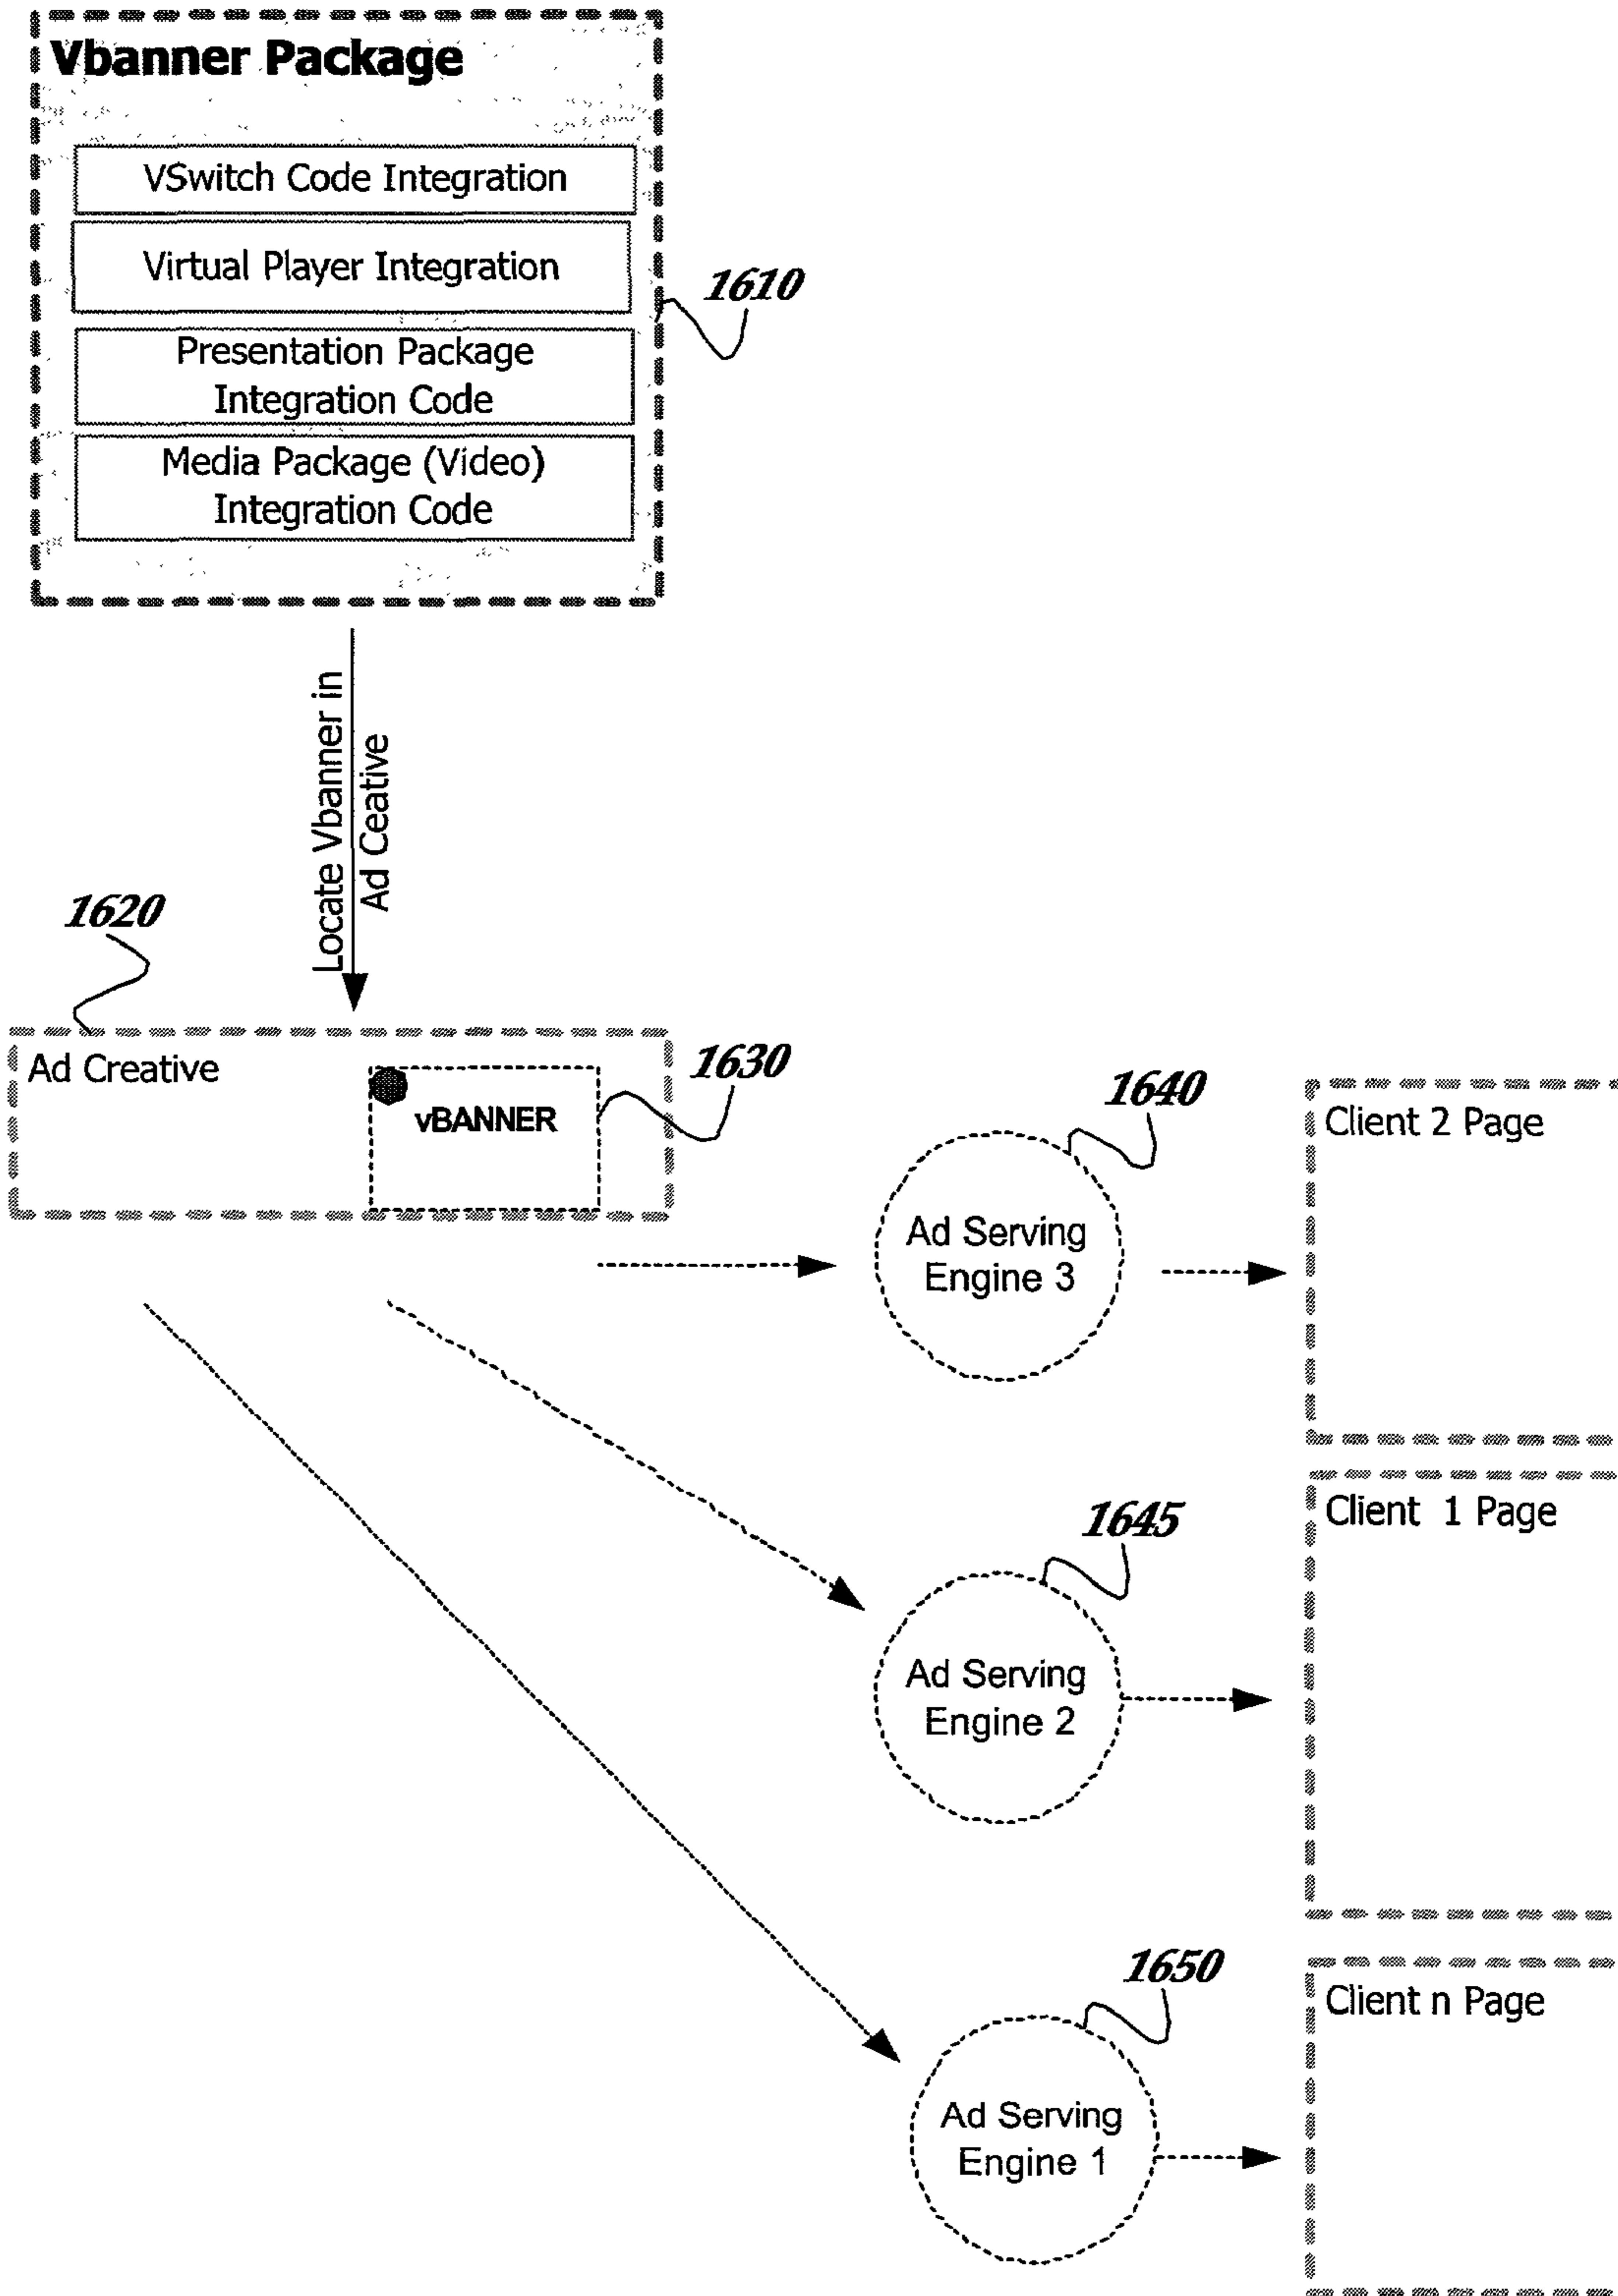 Vbanner Package
VSwitch Code Integration
Virtual Player Integration
1610
Presentation Package
Integration Code
Media Package (Video)
Integration Code
Locate Vbanner in
Ad Ceative
1620
Ad Creative
vBANNER
1630
1640
Ad Serving
Engine 3
Client 2 Page
1645
Ad Serving
Engine 2
Client 1 Page
1650
Ad Serving
Engine 1
Client n Page